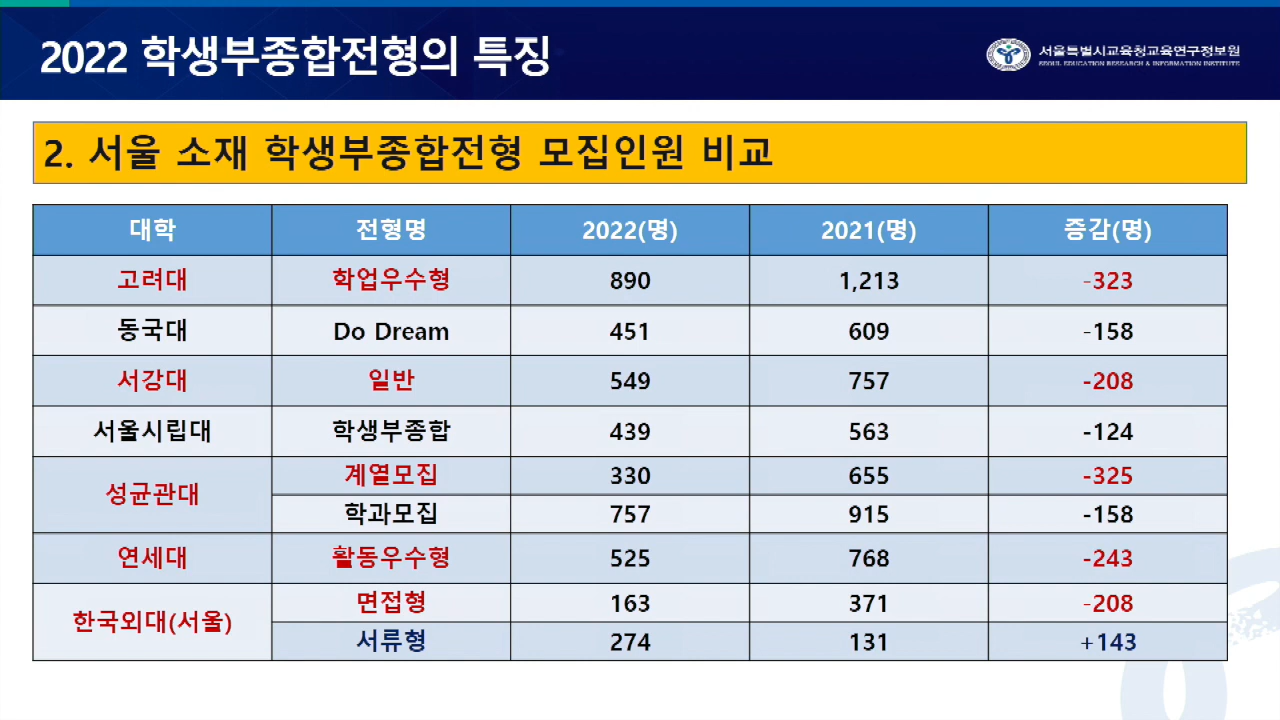 2022 학생부종합전형의 특징
서울특별시교육청교육연구정보원
SEOUL EDUCATION RESEARCH & INFORMATION INSTITUTE
2. 서울 소재 학생부종합전형 모집인원 비교
대학 전형명 2022(명) 2021(명) 증감(명)
고려대 학업우수형 890 1,213 -323
동국대 Do Dream 451 609 -158
서강대 일반 549 757 -208
서울시립대 학생부종합 439 563 -124
성균관대 계열모집 330 655 -325
학과모집 757 915 -158
연세대 활동우수형 525 768 -243
한국외대(서울) 면접형 163 371 -208
서류형 274 131 +143